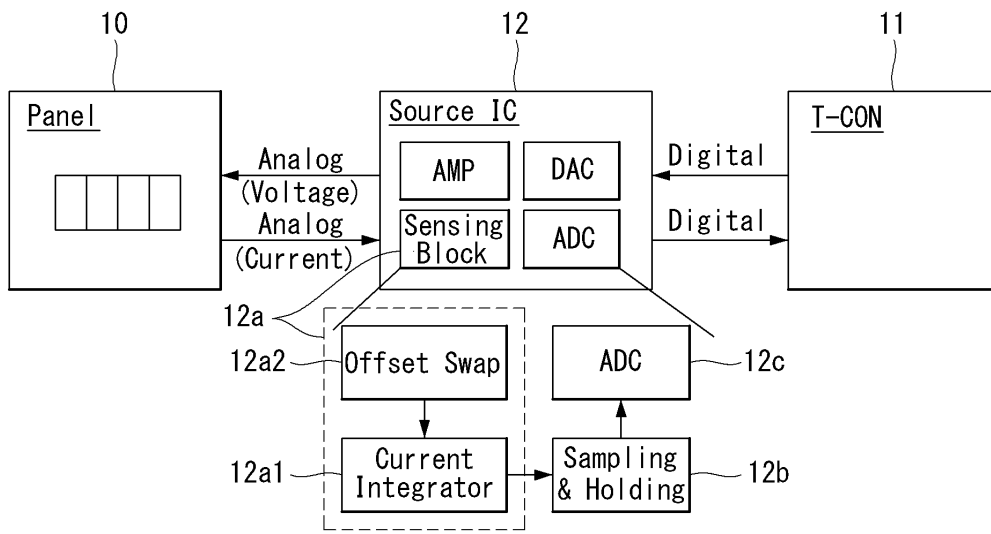 10
12
11
Panel
Source IC
T-CON
Analog
(Voltage)
Analog
(Current)
AMP
DAC
Sensing
Block
ADC
Digital
Digital
12a
12a2
Offset Swap
ADC
12c
12a1
Current
Integrator
Sampling
& Holding
12b